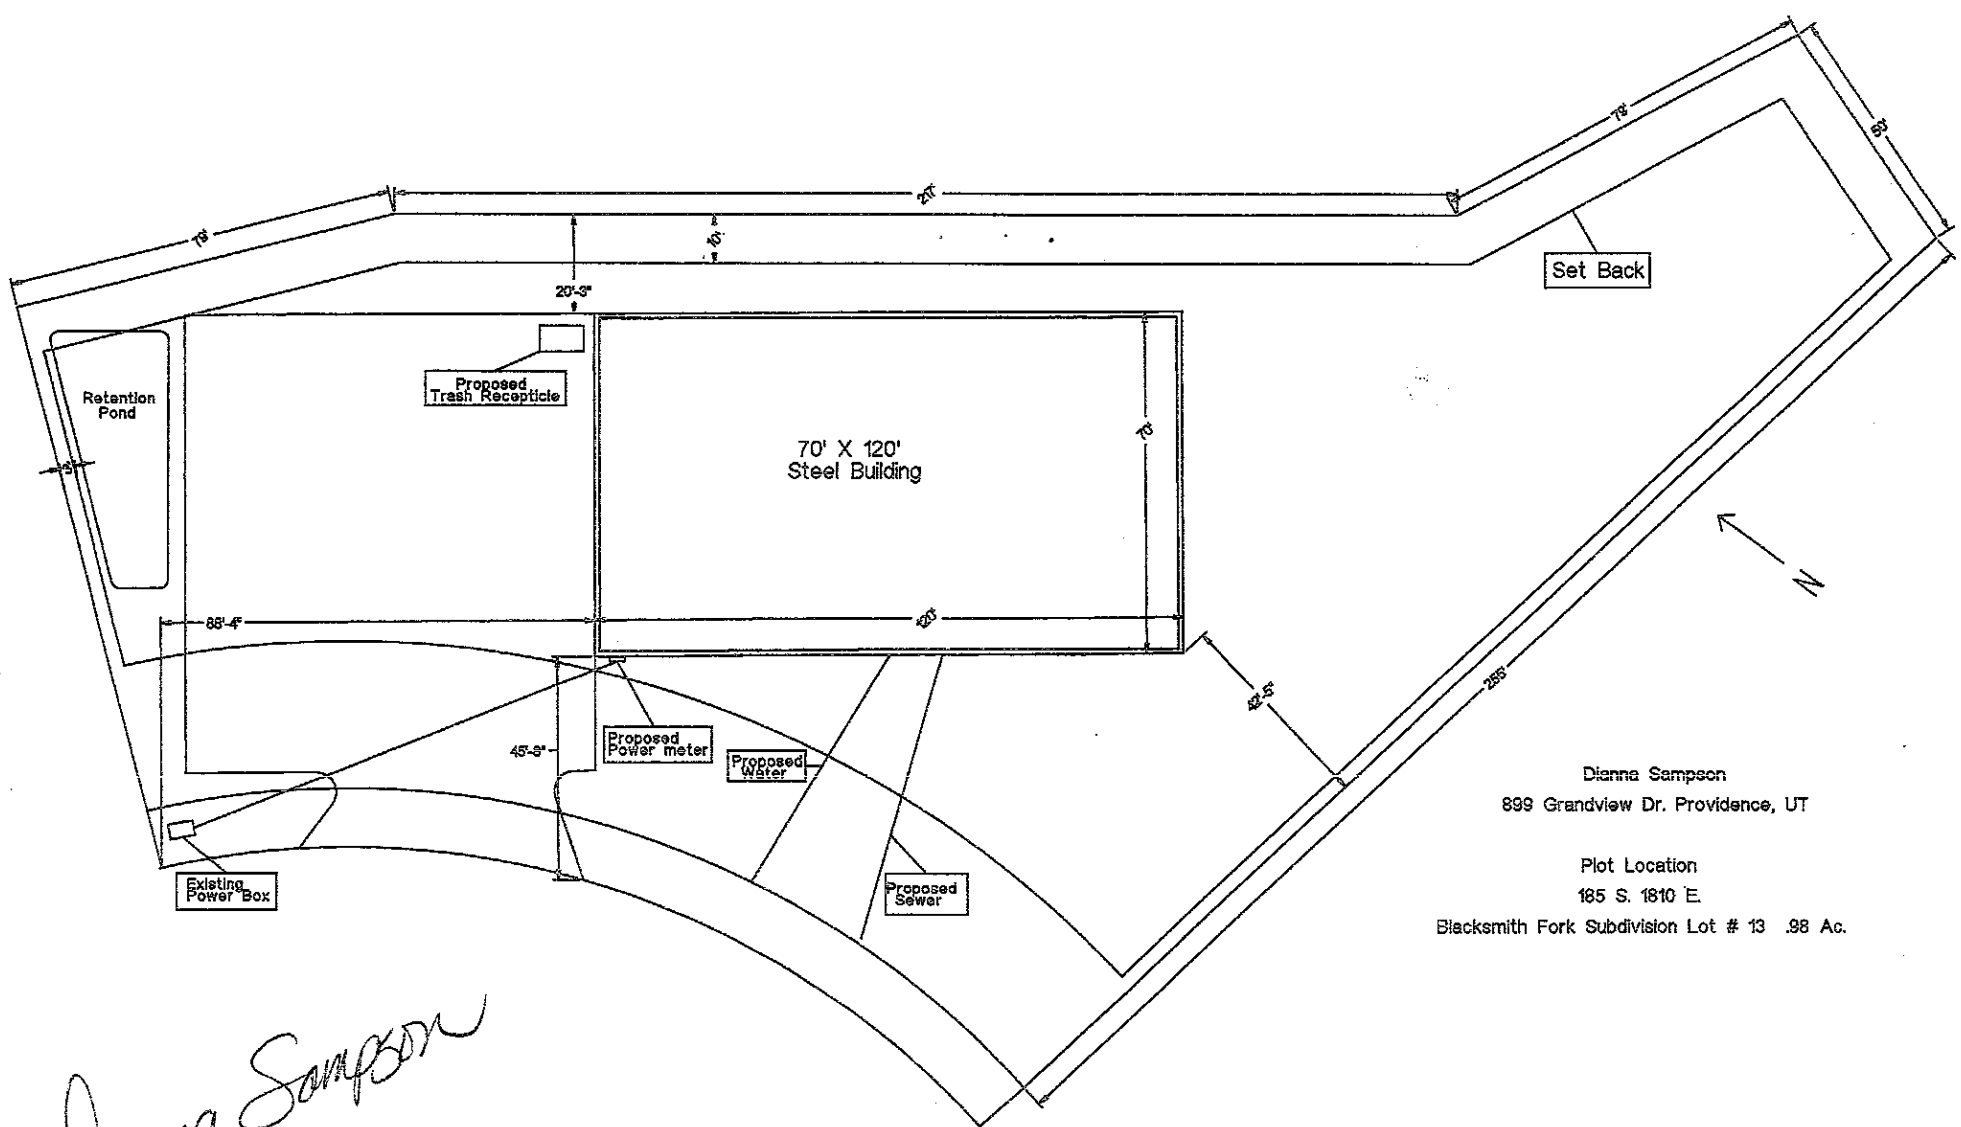 79'
217'
79'
50'
10'
20'-3"
Set Back
Proposed
Trash Recepticle
Retention
Pond
3'
70' X 120'
Steel Building
70'
88'-4"
120'
N
42'-5"
255'
45'-3"
Proposed
Power meter
Proposed
Water
Proposed
Sewer
Existing
Power Box
Dianna Sampson
899 Grandview Dr. Providence, UT
Plot Location
185 S. 1810 E.
Blacksmith Fork Subdivision Lot # 13 .98 Ac.
Sampson